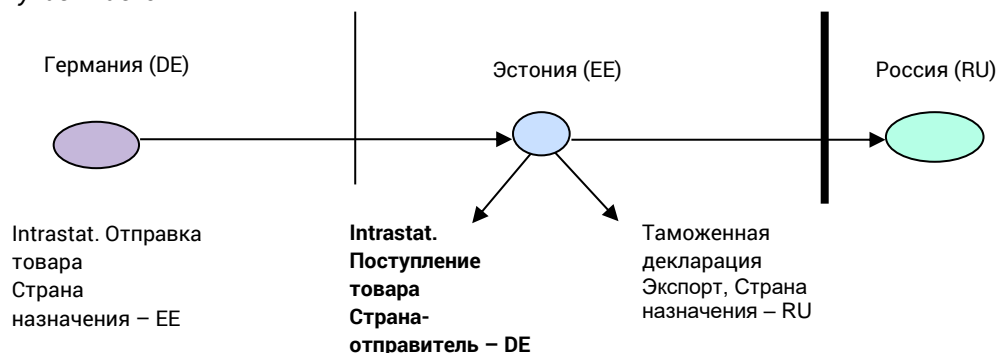 Германия (DE)
Эстония (EE)
Россия (RU)
Intrastat. Отправка
товара
Страна
назначения – EE
Intrastat.
Поступление
товара
Страна-
отправитель – DE
Таможенная
декларация
Экспорт, Страна
назначения – RU